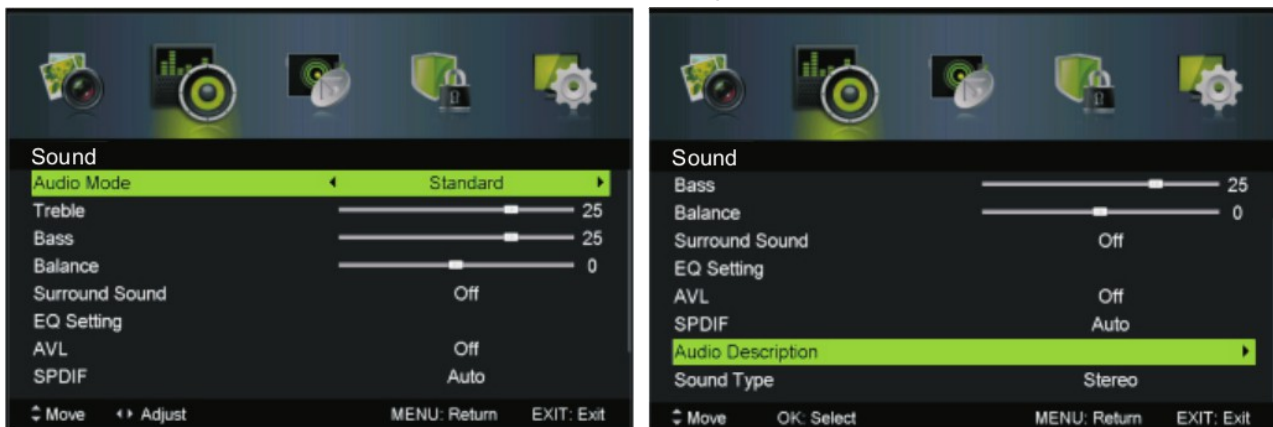 Sound
Audio Mode Standard
Treble 25
Bass 25
Balance 0
Surround Sound Off
EQ Setting
AVL Off
SPDIF Auto
Move Adjust MENU: Return EXIT: Exit
Sound
Bass 25
Balance 0
Surround Sound Off
EQ Setting
AVL Off
SPDIF Auto
Audio Description
Sound Type Stereo
Move OK: Select MENU: Return EXIT: Exit